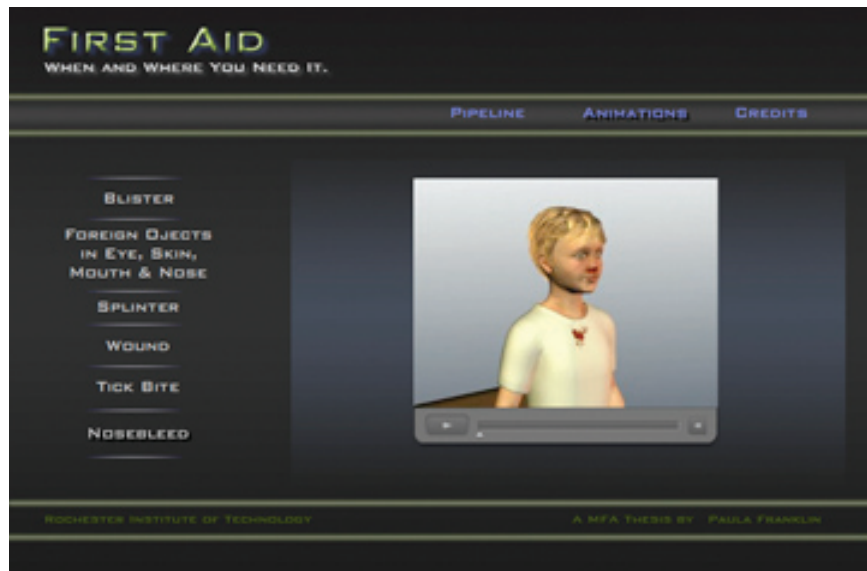 First Aid
When and Where You Need It.
Pipeline Animations Credits
Blister
Foreign Ojects
in Eye, Skin,
Mouth & Nose
Splinter
Wound
Tick Bite
Nosebleed
Rochester Institute of Technology A MFA Thesis by Paula Franklin